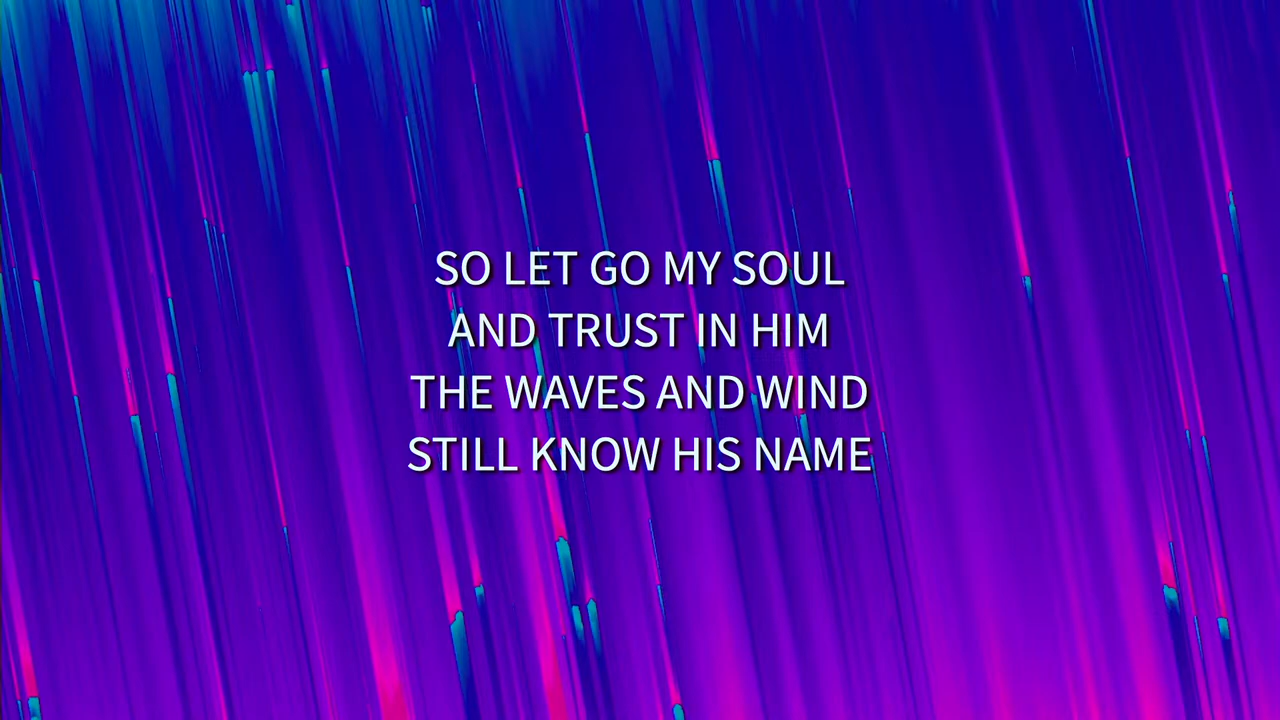 SO LET GO MY SOUL
AND TRUST IN HIM
THE WAVES AND WIND
STILL KNOW HIS NAME